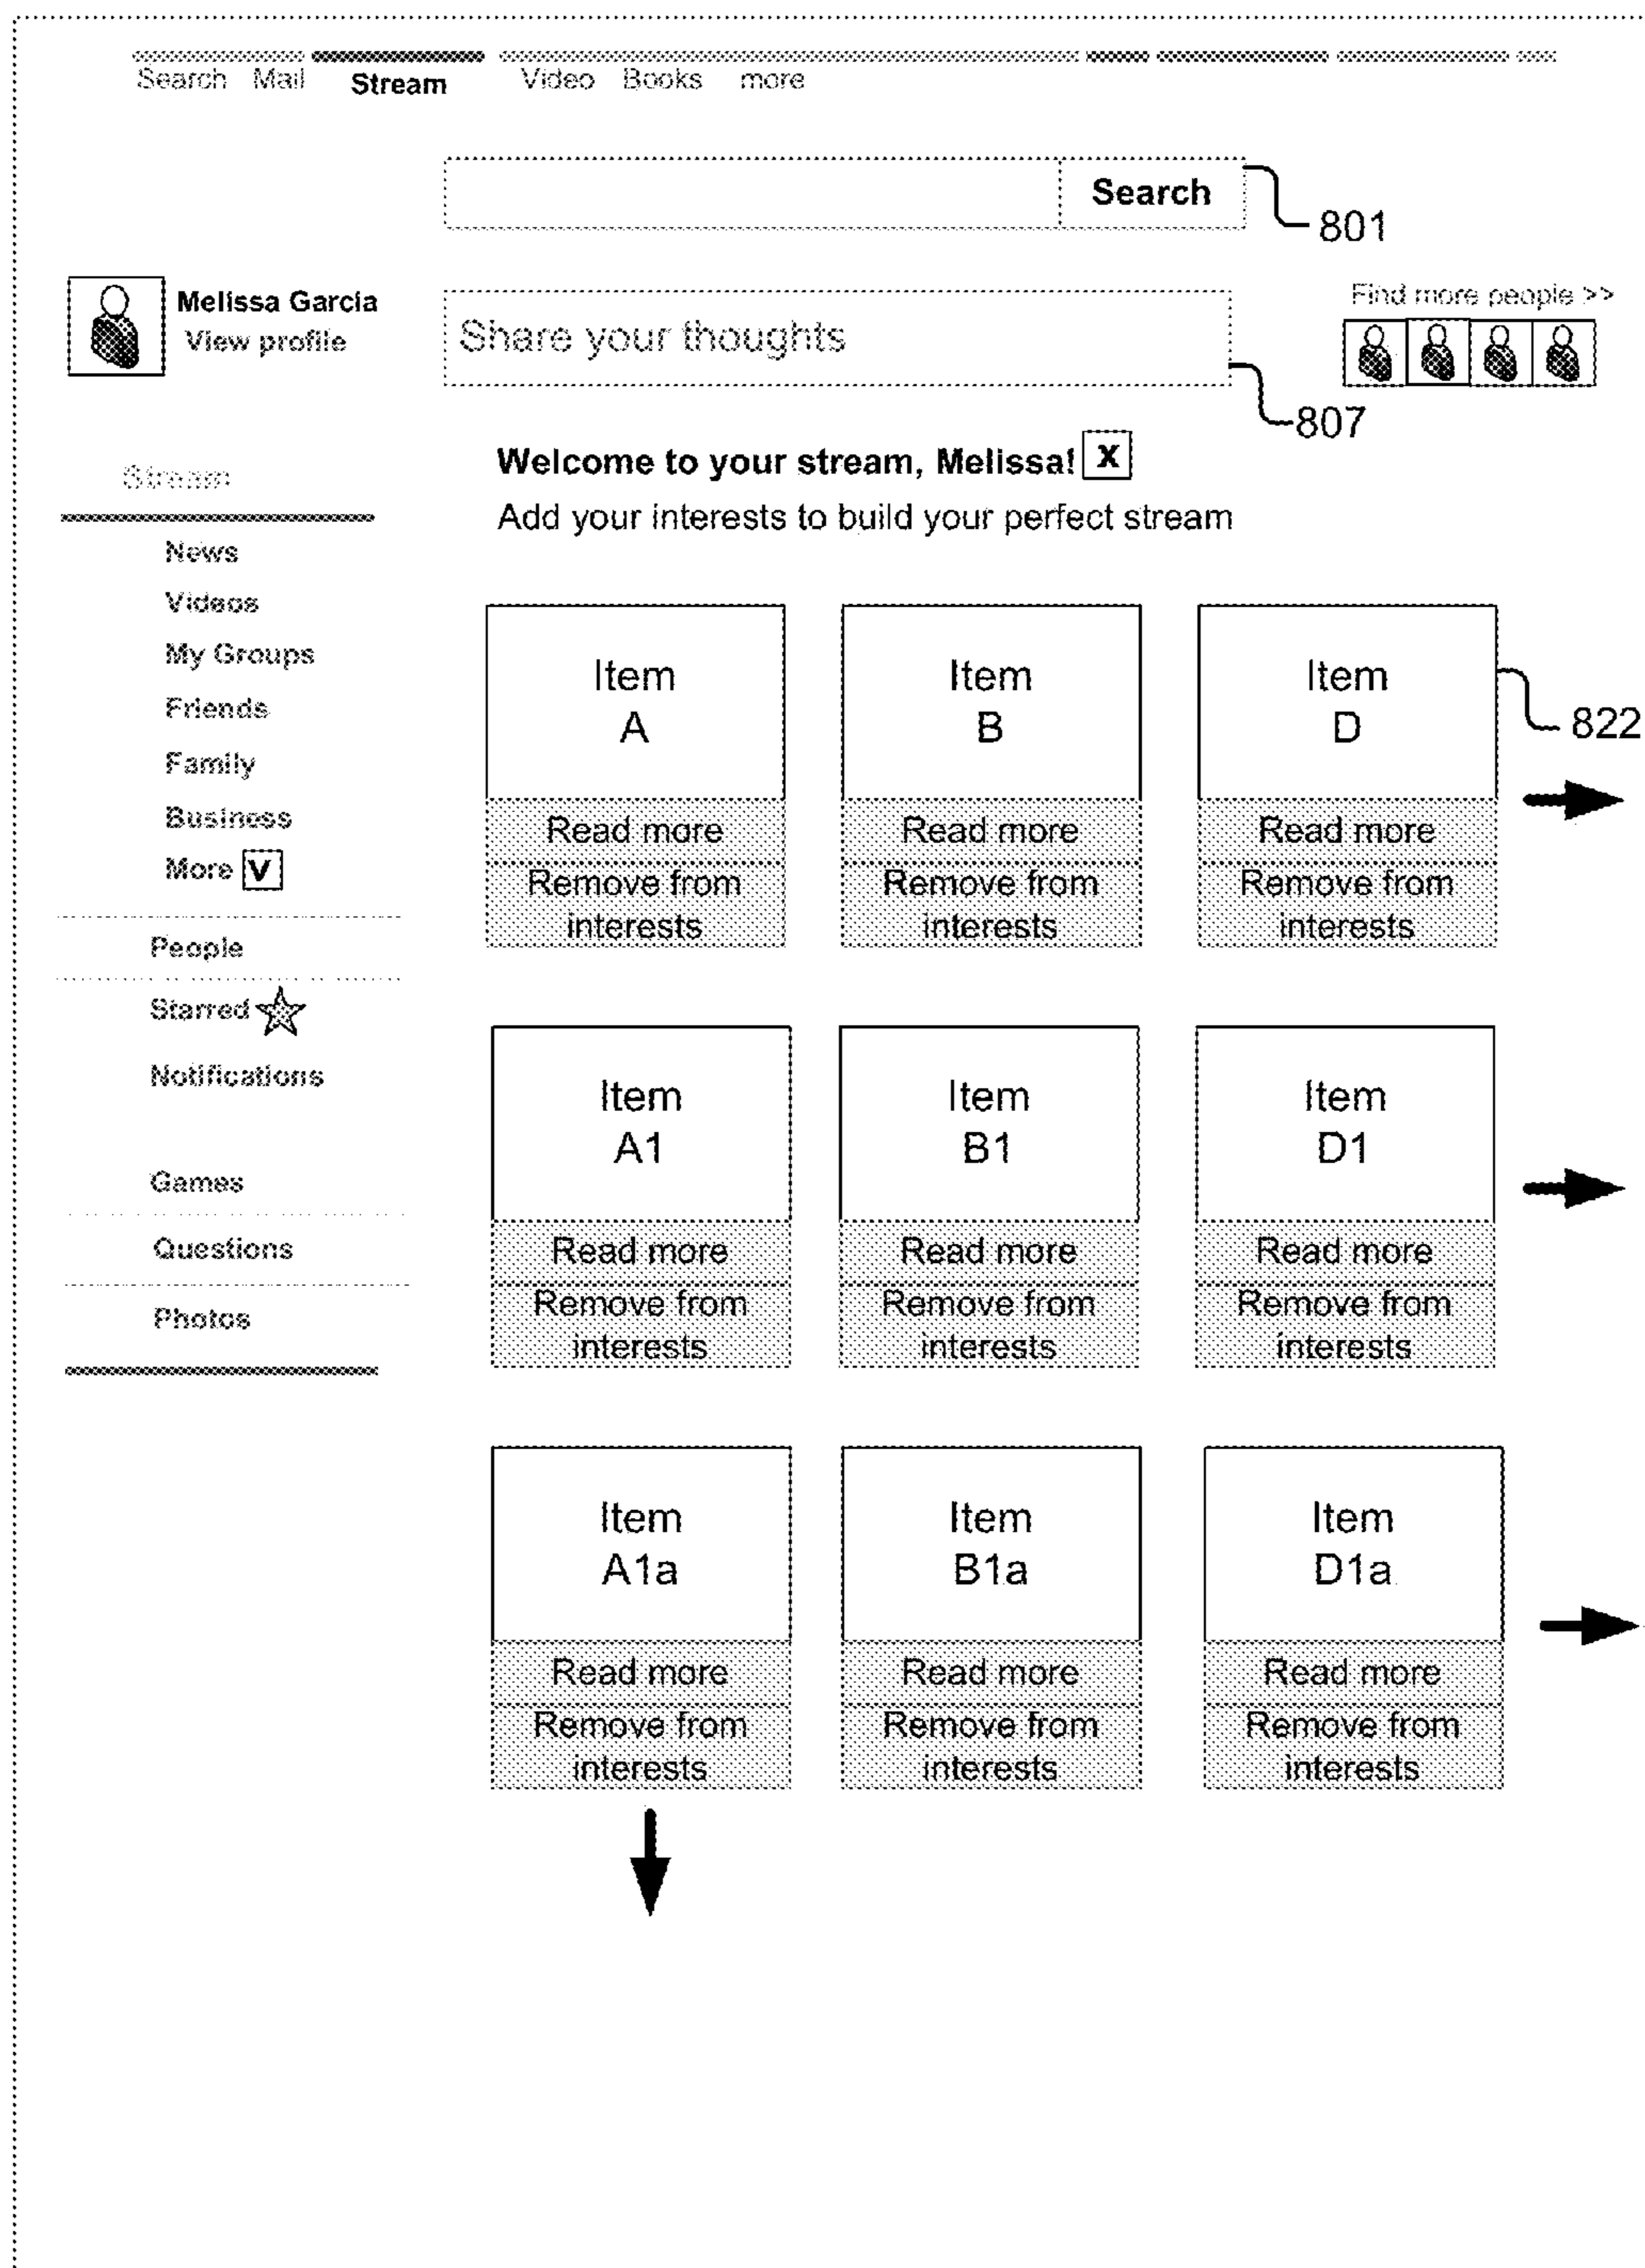 Search Mail Stream Video Books more
Search
801
Melissa Garcia
View profile
Share your thoughts
Find more people >>
807
Welcome to your stream, Melissa! X
Add your interests to build your perfect stream
Stream
News
Videos
My Groups
Friends
Family
Business
More V
People
Starred
Notifications
Games
Questions
Photos
Item Item Item
A B D
822
Read more Read more Read more
Remove from Remove from Remove from
interests interests interests
Item Item Item
A1 B1 D1
Read more Read more Read more
Remove from Remove from Remove from
interests interests interests
Item Item Item
A1a B1a D1a
Read more Read more Read more
Remove from Remove from Remove from
interests interests interests